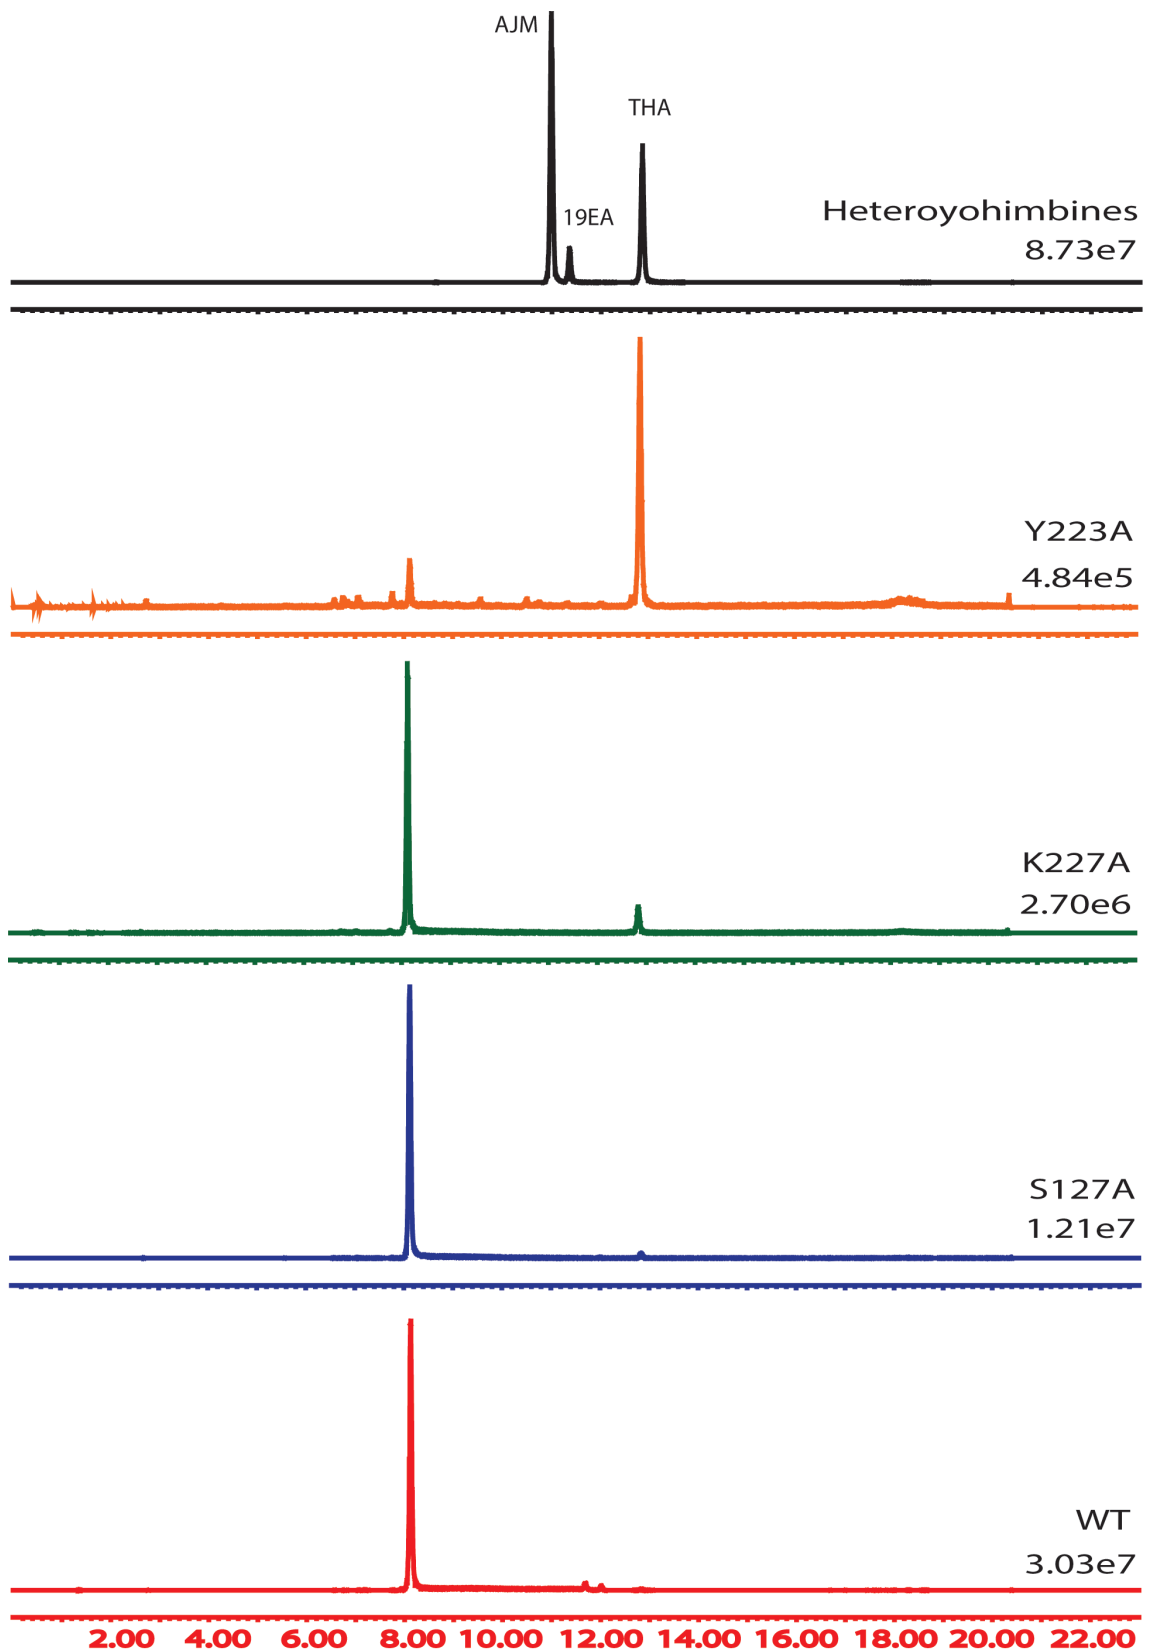 AJM
THA
19EA
Heteroyohimbines
8.73e7
Y223A
4.84e5
K227A
2.70e6
S127A
1.21e7
WT
3.03e7
2.00 4.00 6.00 8.00 10.00 12.00 14.00 16.00 18.00 20.00 22.00